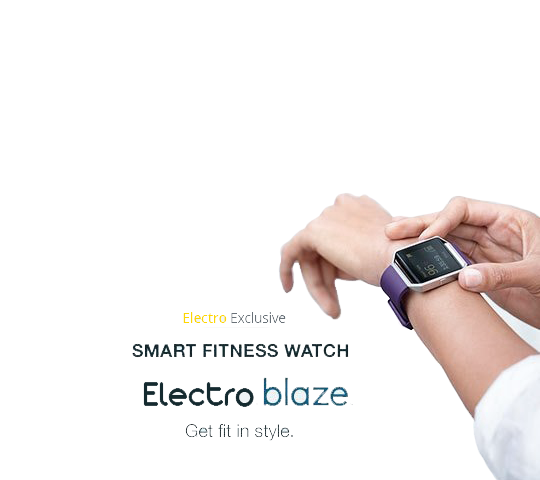 Electro Exclusive
SMART FITNESS WATCH
Electro blaze
Get fit in style.